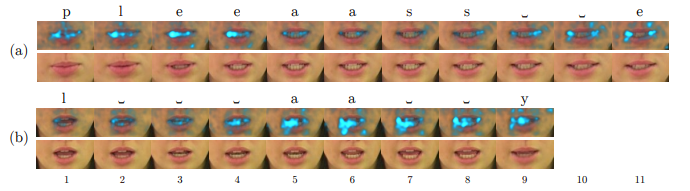 p l e e a a s s ⌣ ⌣ e
(a)
l ⌣ ⌣ ⌣ a a ⌣ ⌣ y
(b)
1 2 3 4 5 6 7 8 9 10 11